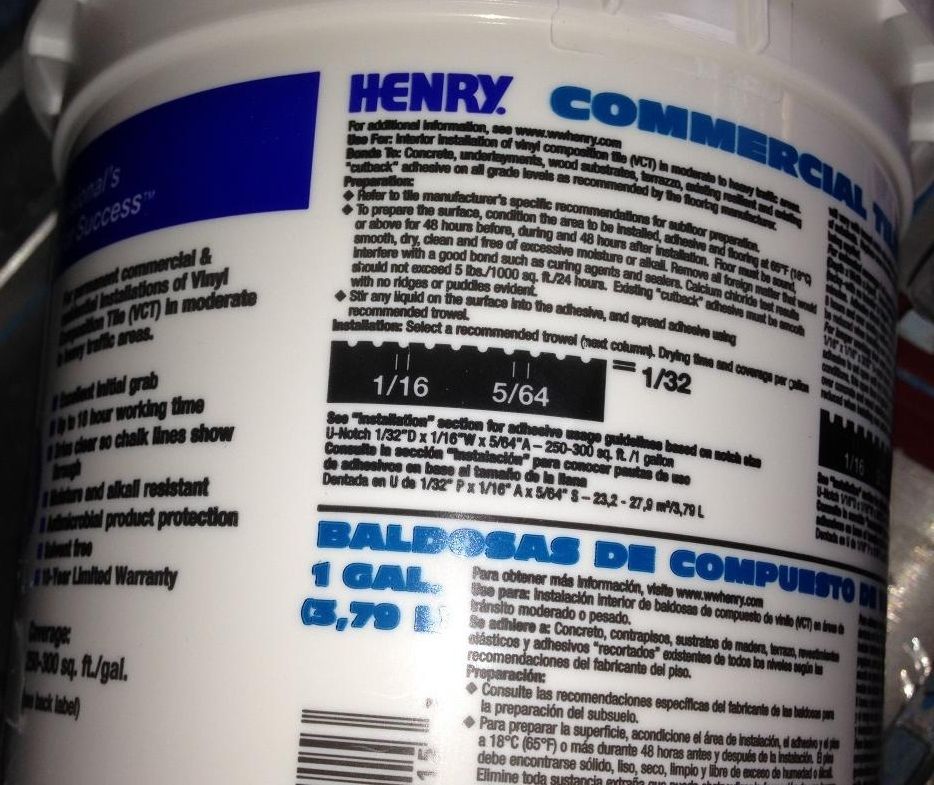 HENRY. COMMERCIAL
For additional information, see www.wwhenry.com
Use For: Interior installation of vinyl composition tile (VCT) in moderate to heavy traffic areas.
Bonds To: Concrete, underlayments, wood substrates, terrazzo, existing resilient and existing
"cutback" adhesive on all grade levels as recommended by the flooring manufacturer.
Preparation:
◆ Refer to tile manufacturer's specific recommendations for subfloor preparation.
◆ To prepare the surface, condition the area to be installed, adhesive and flooring at 65°F (18°C)
or above for 48 hours before, during and 48 hours after installation. Floor must be sound,
smooth, dry, clean and free of excessive moisture or alkali. Remove all foreign matter that would
interfere with a good bond such as curing agents and sealers. Calcium chloride test results
should not exceed 5 lbs./1000 sq. ft./24 hours. Existing "cutback" adhesive must be smooth
with no ridges or puddles evident.
◆ Stir any liquid on the surface into the adhesive, and spread adhesive using
recommended trowel.
Installation: Select a recommended trowel (next column). Drying time and coverage per gallon
1/16 5/64 = 1/32
See "Installation" section for adhesive usage guidelines based on notch size
U-Notch 1/32"D x 1/16"W x 5/64"A – 250-300 sq. ft. /1 gallon
Consulte la sección "Instalación" para conocer pautas de uso
de adhesivos en base al tamaño de la llana
Dentada en U de 1/32" P x 1/16" A x 5/64" S – 23,2 - 27,9 m²/3,79 L
1/16
Success™
permanent commercial &
installations of Vinyl
Tile (VCT) in moderate
heavy traffic areas.
Excellent initial grab
Up to 18 hour working time
Dries clear so chalk lines show
through
Moisture and alkali resistant
Antimicrobial product protection
Solvent free
10-Year Limited Warranty
Coverage:
250-300 sq. ft./gal.
(see back label)
BALDOSAS DE COMPUESTO DE
1 GAL.
(3,79 L
Para obtener más información, visite www.wwhenry.com
Use para: Instalación interior de baldosas de compuesto de vinilo (VCT) en áreas de
tránsito moderado o pesado.
Se adhiere a: Concreto, contrapisos, sustratos de madera, terrazo, revestimientos
elásticos y adhesivos "recortados" existentes de todos los niveles según las
recomendaciones del fabricante del piso.
Preparación:
◆ Consulte las recomendaciones específicas del fabricante de las baldosas para
la preparación del subsuelo.
◆ Para preparar la superficie, acondicione el área de instalación, el adhesivo y el piso
a 18°C (65°F) o más durante 48 horas antes y después de la instalación. El piso
debe encontrarse sólido, liso, seco, limpio y libre de exceso de humedad o álcali.
Elimine toda sustancia extraña que
15